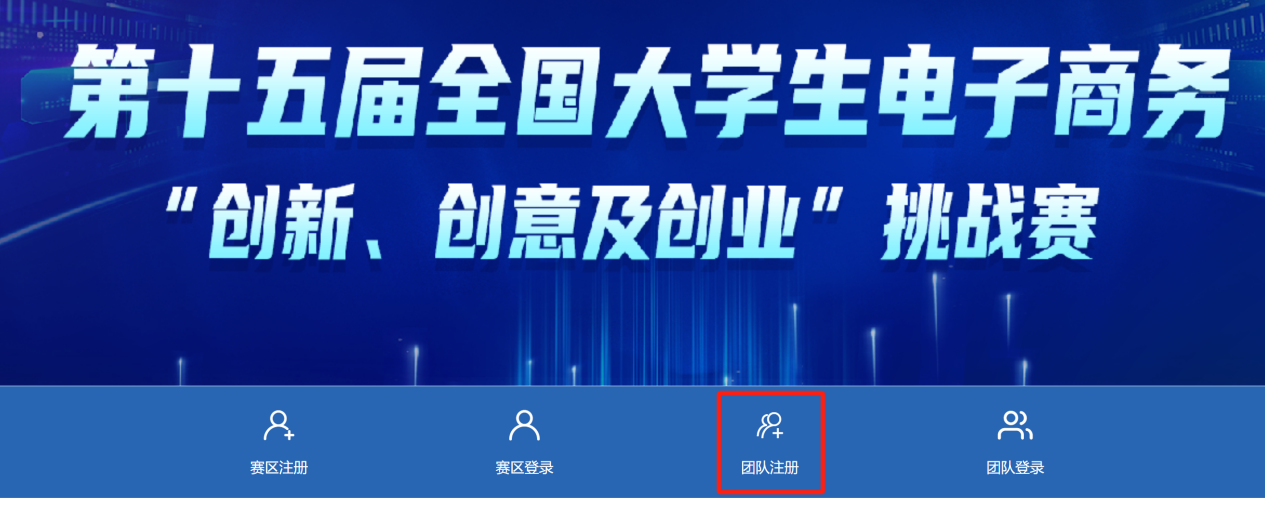 第十五届全国大学生电子商务
“创新、创意及创业”挑战赛
赛区注册
赛区登录
团队注册
团队登录